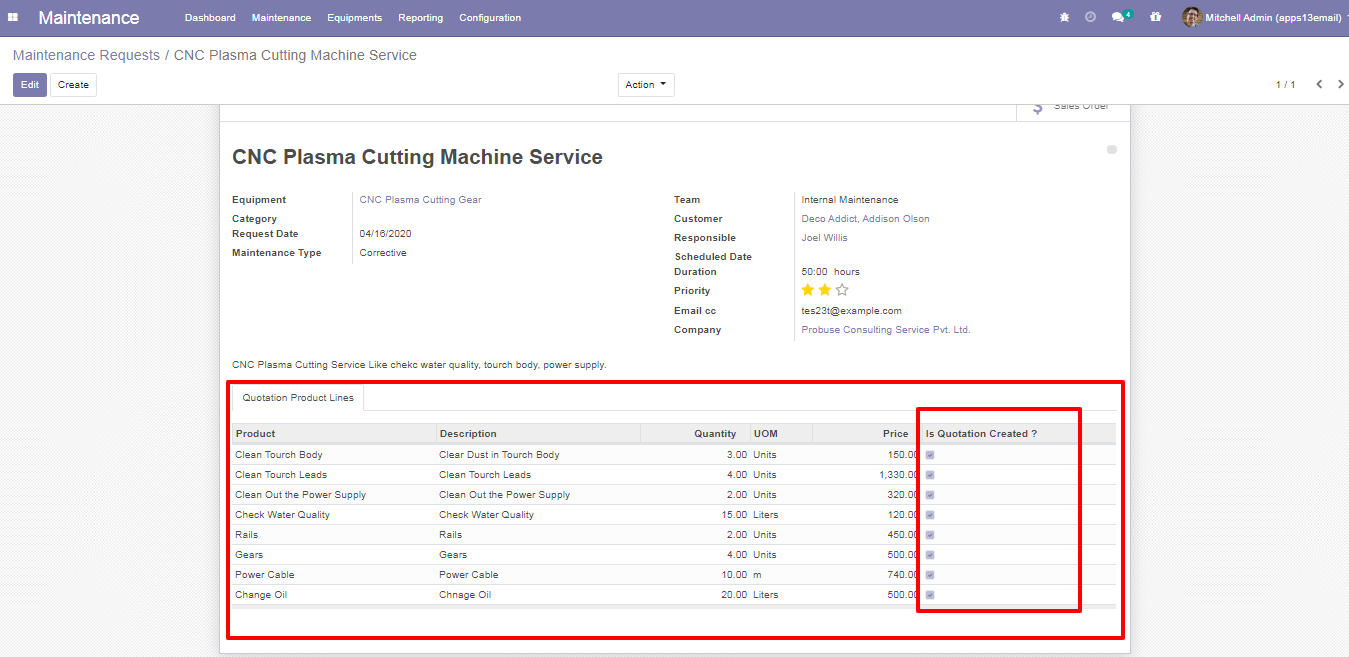 Maintenance Dashboard Maintenance Equipments Reporting Configuration 4 Mitchell Admin (apps13email)
Maintenance Requests / CNC Plasma Cutting Machine Service
Edit Create Action 1 / 1
Sales Order
CNC Plasma Cutting Machine Service
Equipment CNC Plasma Cutting Gear
Category
Request Date 04/16/2020
Maintenance Type Corrective
Team Internal Maintenance
Customer Deco Addict, Addison Olson
Responsible Joel Willis
Scheduled Date
Duration 50:00 hours
Priority
Email cc tes23t@example.com
Company Probuse Consulting Service Pvt. Ltd.
CNC Plasma Cutting Service Like chekc water quality, tourch body, power supply.
Quotation Product Lines
Product Description Quantity UOM Price Is Quotation Created ?
Clean Tourch Body Clear Dust in Tourch Body 3.00 Units 150.00
Clean Tourch Leads Clean Tourch Leads 4.00 Units 1,330.00
Clean Out the Power Supply Clean Out the Power Supply 2.00 Units 320.00
Check Water Quality Check Water Quality 15.00 Liters 120.00
Rails Rails 2.00 Units 450.00
Gears Gears 4.00 Units 500.00
Power Cable Power Cable 10.00 m 740.00
Change Oil Chnage Oil 20.00 Liters 500.00